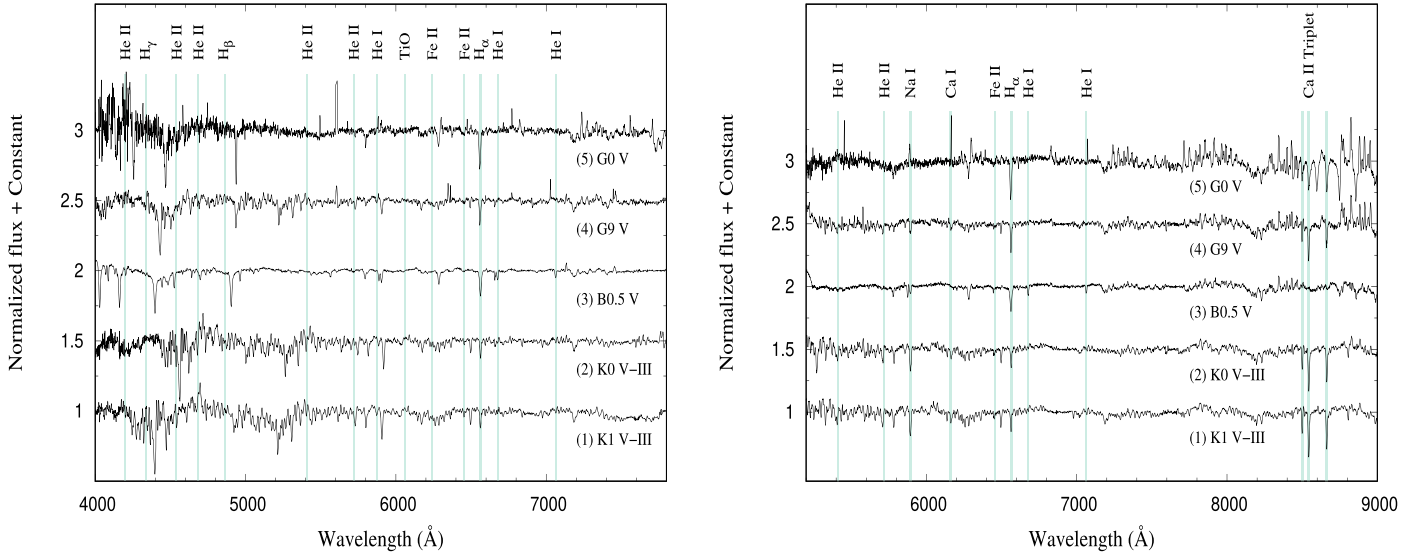 He II
Hγ
He II
He II
Hβ
He II
He II
He I
TiO
Fe II
Fe II
Hα
He I
He I
Normalized flux + Constant
3
2.5
2
1.5
1
(5) G0 V
(4) G9 V
(3) B0.5 V
(2) K0 V−III
(1) K1 V−III
4000 5000 6000 7000
Wavelength (Å)
He II
He II
Na I
Ca I
Fe II
Hα
He I
He I
Ca II Triplet
Normalized flux + Constant
3
2.5
2
1.5
1
(5) G0 V
(4) G9 V
(3) B0.5 V
(2) K0 V−III
(1) K1 V−III
6000 7000 8000 9000
Wavelength (Å)